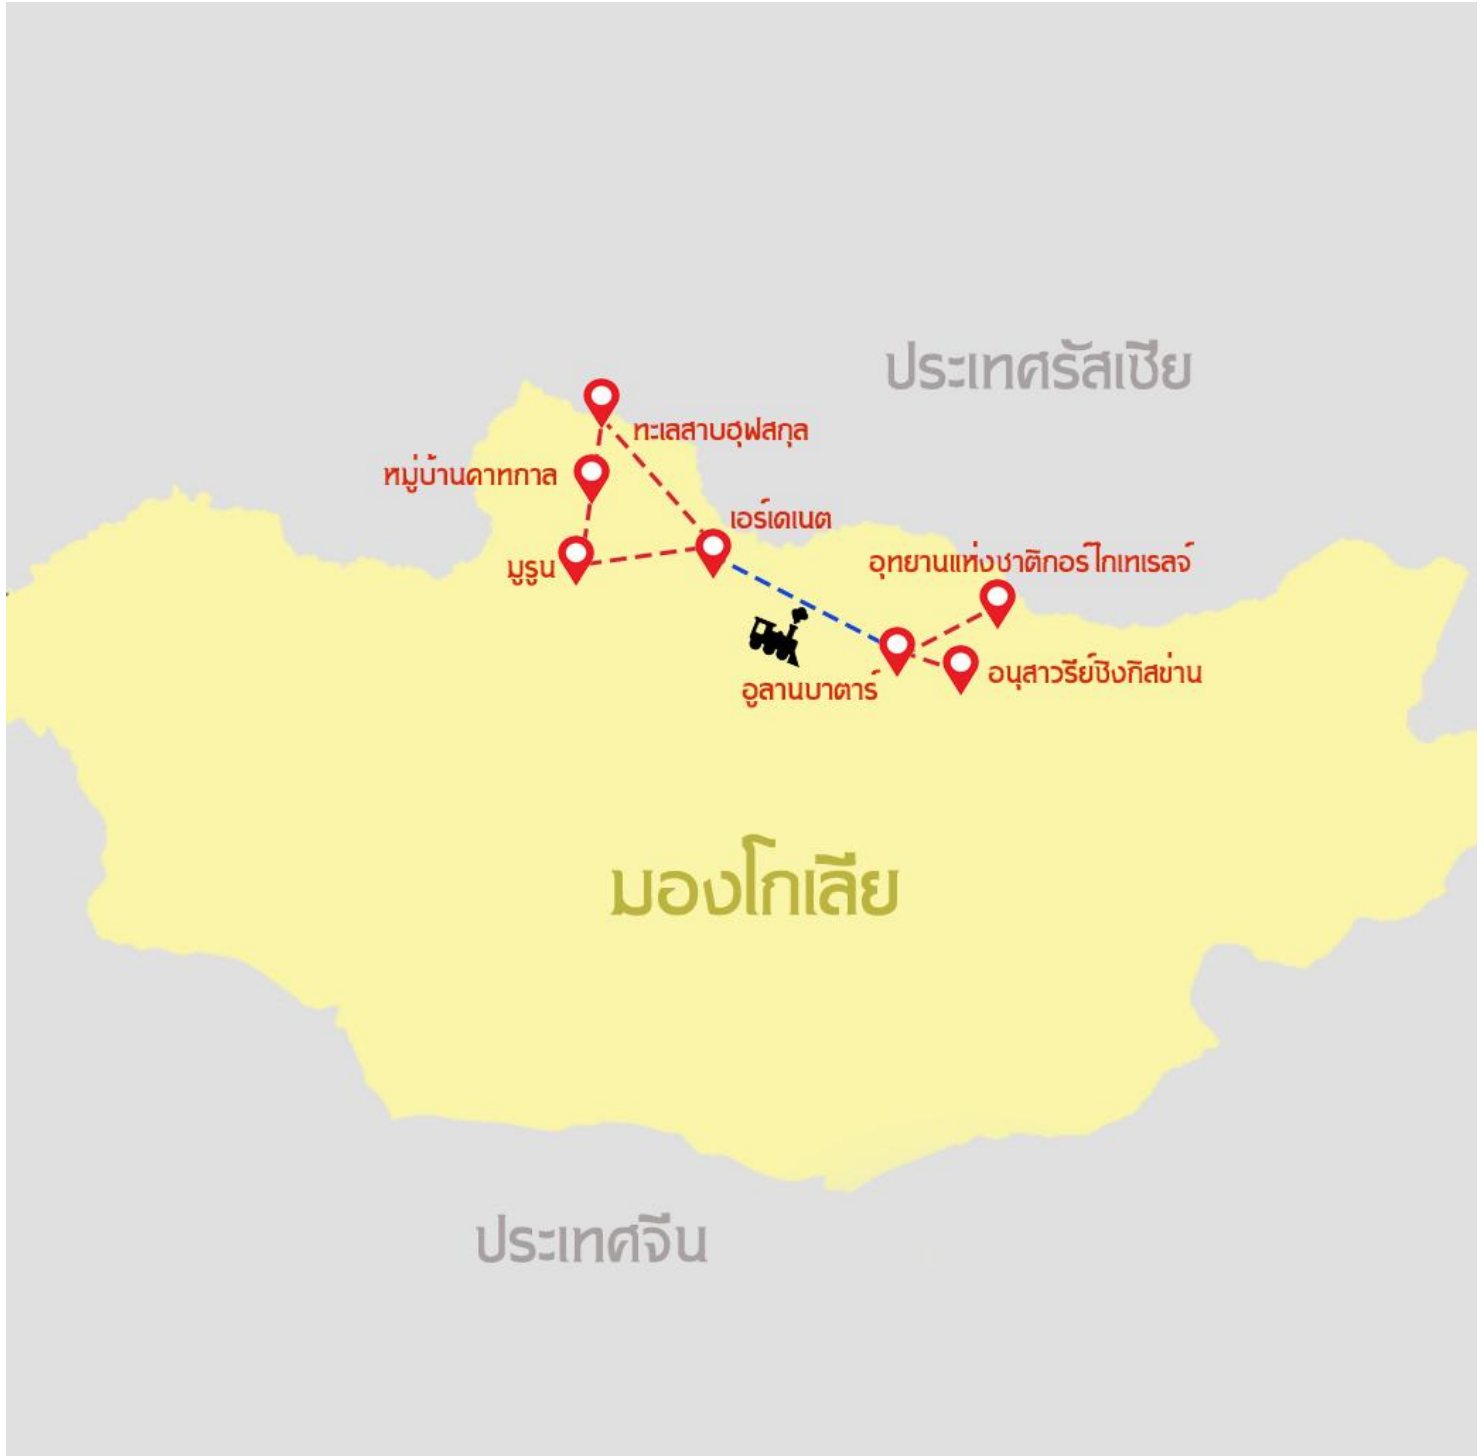 ประเทศรัสเซีย
ทะเลสาบฮุฟสกุล
หมู่บ้านคาทกาล
เอร์เดเนต
มูรูน
อุทยานแห่งชาติกอร์ไกเทเรลจ์
อูลานบาตาร์
อนุสาวรีย์ชิงกิสข่าน
มองโกเลีย
ประเทศจีน